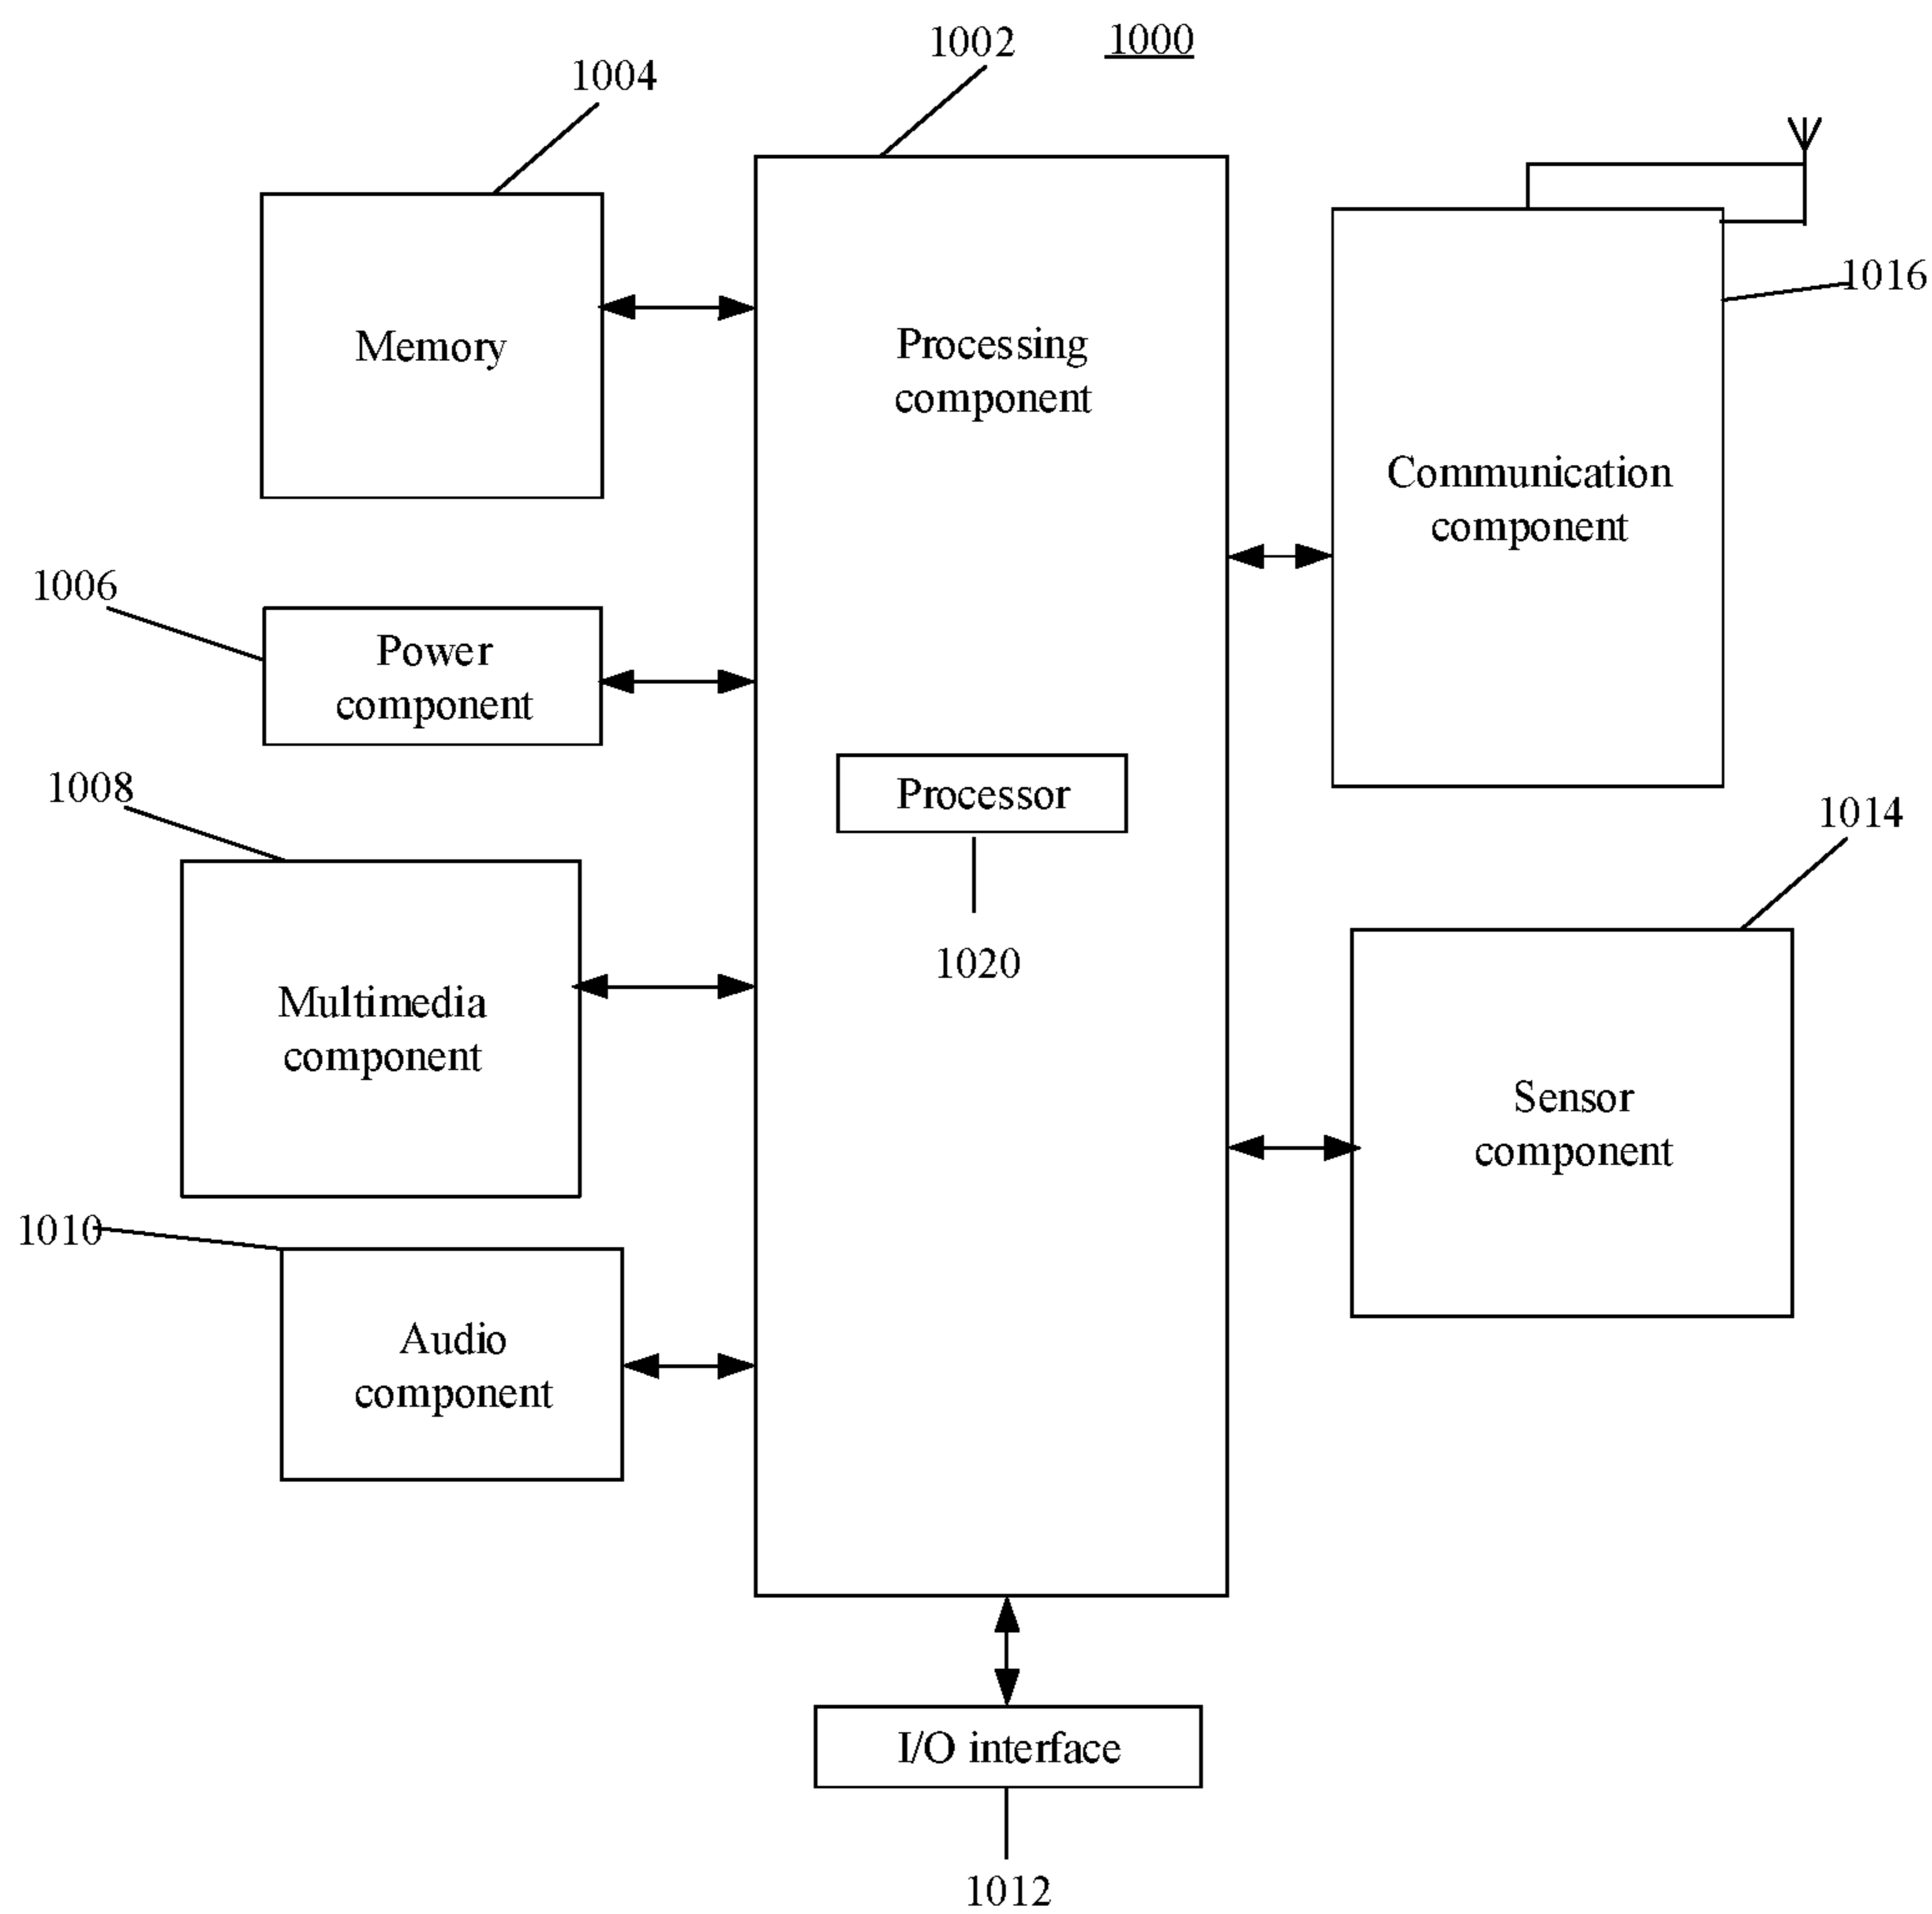 1002
1000
1004
1016
Memory
Processing
component
Communication
component
1006
Power
component
1008
Processor
1014
1020
Multimedia
component
Sensor
component
1010
Audio
component
I/O interface
1012